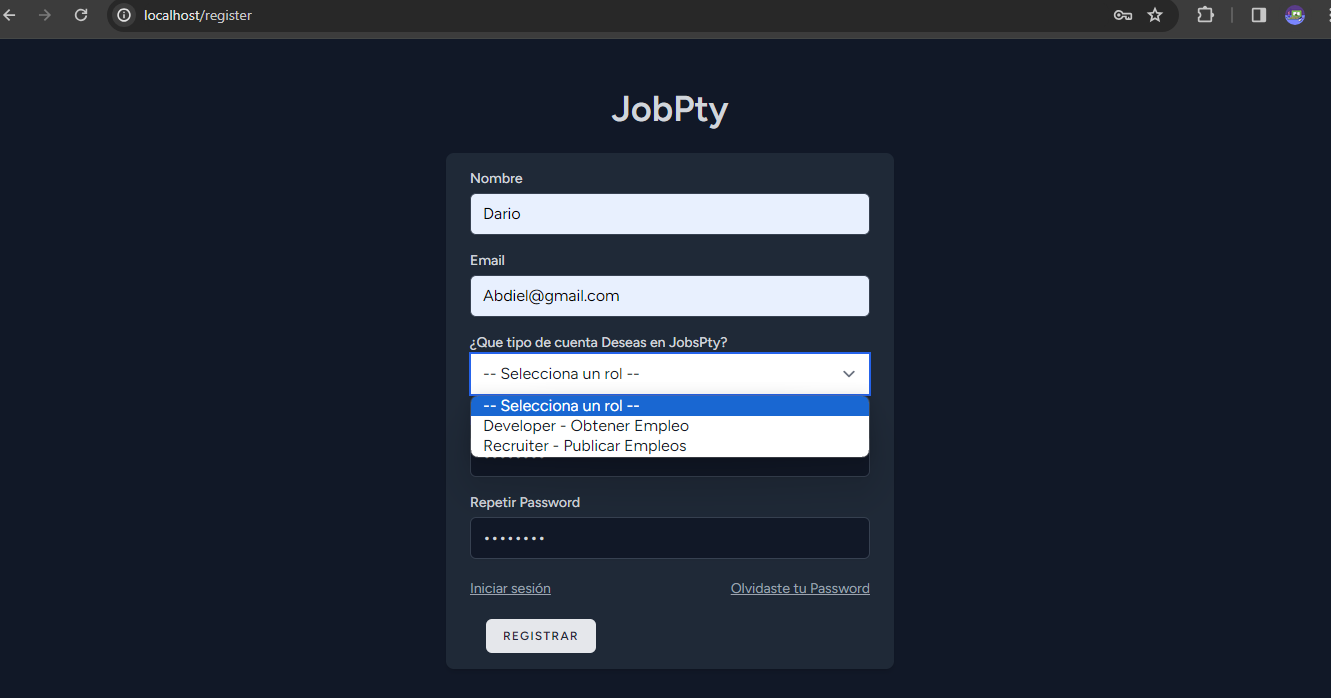 localhost/register
JobPty
Nombre
Dario
Email
Abdiel@gmail.com
¿Que tipo de cuenta Deseas en JobsPty?
-- Selecciona un rol --
-- Selecciona un rol --
Developer - Obtener Empleo
Recruiter - Publicar Empleos
Repetir Password
••••••••
Iniciar sesión
Olvidaste tu Password
REGISTRAR